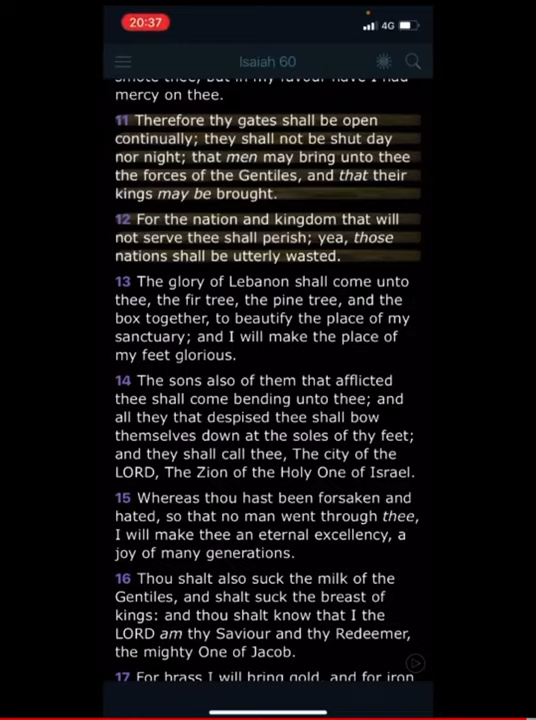 20:37
4G
Isaiah 60
smote thee, but in my favour have I had
mercy on thee.
11 Therefore thy gates shall be open
continually; they shall not be shut day
nor night; that men may bring unto thee
the forces of the Gentiles, and that their
kings may be brought.
12 For the nation and kingdom that will
not serve thee shall perish; yea, those
nations shall be utterly wasted.
13 The glory of Lebanon shall come unto
thee, the fir tree, the pine tree, and the
box together, to beautify the place of my
sanctuary; and I will make the place of
my feet glorious.
14 The sons also of them that afflicted
thee shall come bending unto thee; and
all they that despised thee shall bow
themselves down at the soles of thy feet;
and they shall call thee, The city of the
LORD, The Zion of the Holy One of Israel.
15 Whereas thou hast been forsaken and
hated, so that no man went through thee,
I will make thee an eternal excellency, a
joy of many generations.
16 Thou shalt also suck the milk of the
Gentiles, and shalt suck the breast of
kings: and thou shalt know that I the
LORD am thy Saviour and thy Redeemer,
the mighty One of Jacob.
17 For brass I will bring gold, and for iron